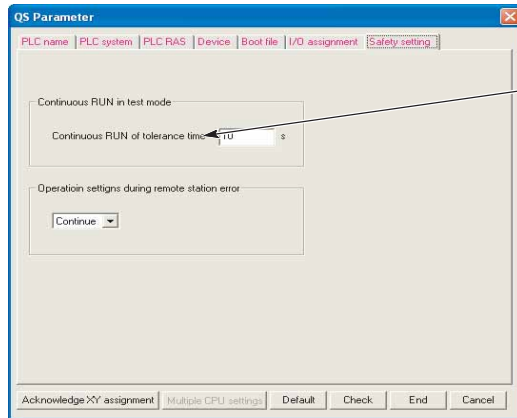 QS Parameter
PLC name PLC system PLC RAS Device Boot file I/O assignment Safety setting
Continuous RUN in test mode
Continuous RUN of tolerance time 1.0 s
Operatioin settigns during remote station error
Continue
Acknowledge XY assignment Multiple CPU settings Default Check End Cancel